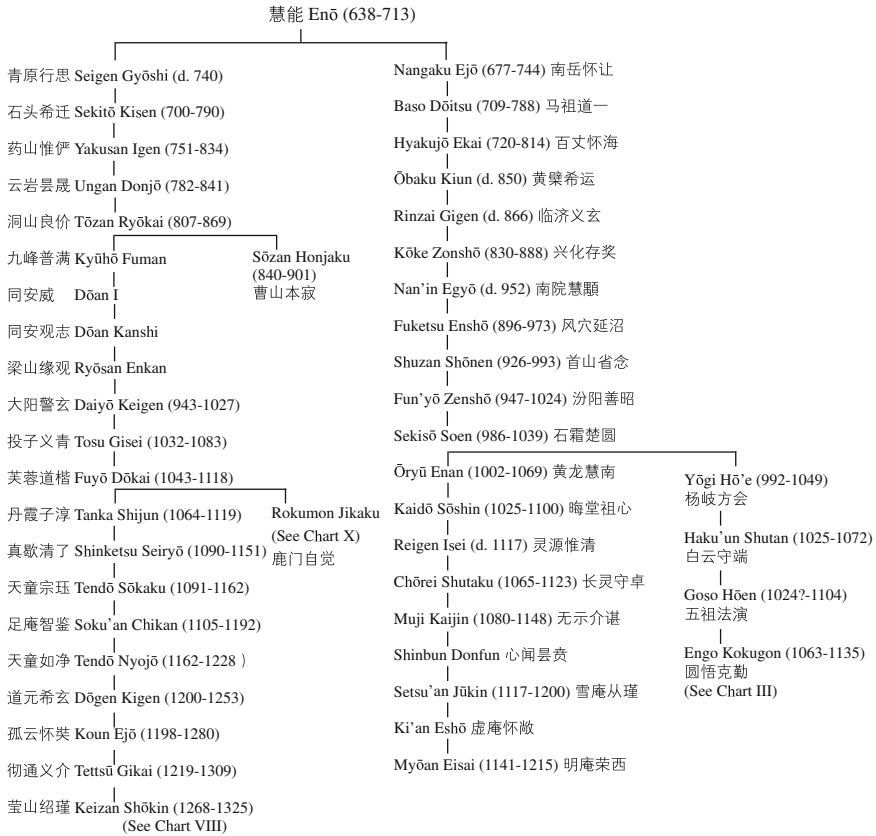 慧能 Enō (638-713)
青原行思 Seigen Gyōshi (d. 740)
石头希迁 Sekitō Kisen (700-790)
药山惟俨 Yakusan Igen (751-834)
云岩昙晟 Ungan Donjō (782-841)
洞山良价 Tōzan Ryōkai (807-869)
九峰普满 Kyūhō Fuman
Sōzan Honjaku
(840-901)
曹山本寂
同安威 Dōan I
同安观志 Dōan Kanshi
梁山缘观 Ryōsan Enkan
大阳警玄 Daiyō Keigen (943-1027)
投子义青 Tosu Gisei (1032-1083)
芙蓉道楷 Fuyō Dōkai (1043-1118)
丹霞子淳 Tanka Shijun (1064-1119)
Rokumon Jikaku
(See Chart X)
鹿门自觉
真歇清了 Shinketsu Seiryō (1090-1151)
天童宗珏 Tendō Sōkaku (1091-1162)
足庵智鉴 Soku'an Chikan (1105-1192)
天童如净 Tendō Nyojō (1162-1228 )
道元希玄 Dōgen Kigen (1200-1253)
孤云怀奘 Koun Ejō (1198-1280)
彻通义介 Tettsū Gikai (1219-1309)
莹山绍瑾 Keizan Shōkin (1268-1325)
(See Chart VIII)
Nangaku Ejō (677-744) 南岳怀让
Baso Dōitsu (709-788) 马祖道一
Hyakujō Ekai (720-814) 百丈怀海
Ōbaku Kiun (d. 850) 黄檗希运
Rinzai Gigen (d. 866) 临济义玄
Kōke Zonshō (830-888) 兴化存奖
Nan'in Egyō (d. 952) 南院慧顒
Fuketsu Enshō (896-973) 风穴延沼
Shuzan Shōnen (926-993) 首山省念
Fun'yō Zenshō (947-1024) 汾阳善昭
Sekisō Soen (986-1039) 石霜楚圆
Ōryū Enan (1002-1069) 黄龙慧南
Kaidō Sōshin (1025-1100) 晦堂祖心
Reigen Isei (d. 1117) 灵源惟清
Chōrei Shutaku (1065-1123) 长灵守卓
Muji Kaijin (1080-1148) 无示介谌
Shinbun Donfun 心闻昙贲
Setsu'an Jūkin (1117-1200) 雪庵从瑾
Ki'an Eshō 虚庵怀敞
Myōan Eisai (1141-1215) 明庵荣西
Yōgi Hō'e (992-1049)
杨岐方会
Haku'un Shutan (1025-1072)
白云守端
Goso Hōen (1024?-1104)
五祖法演
Engo Kokugon (1063-1135)
圆悟克勤
(See Chart III)